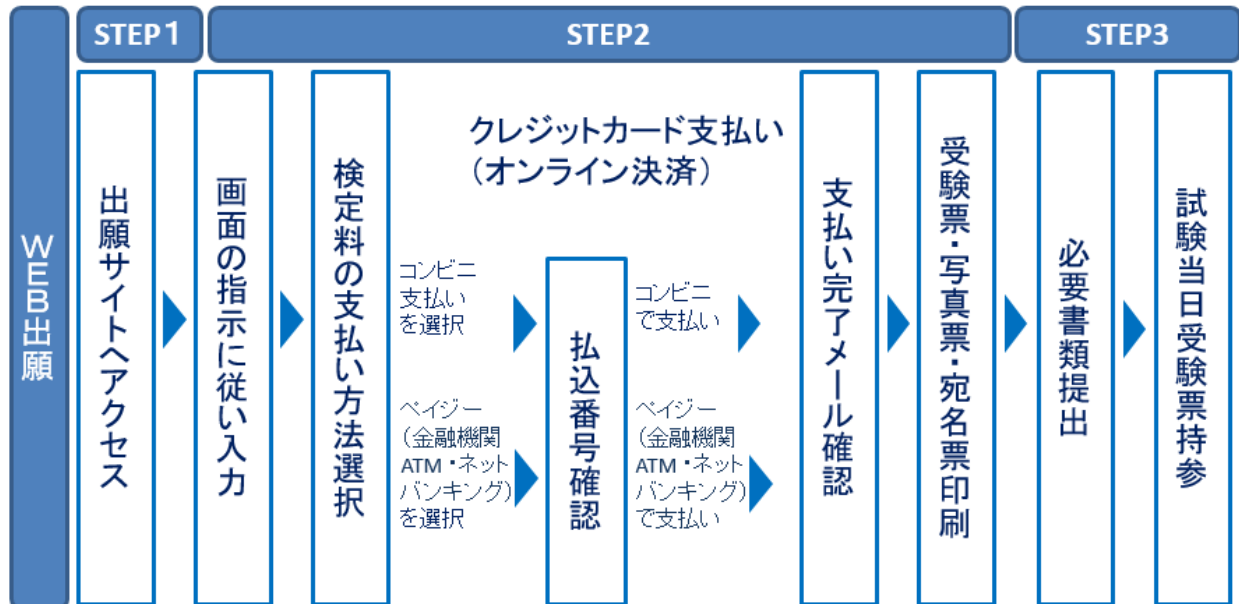 WEB出願
STEP1
STEP2
STEP3
出願サイトへアクセス
画面の指示に従い入力
検定料の支払い方法選択
クレジットカード支払い
(オンライン決済)
コンビニ
支払い
を選択
ペイジー
(金融機関
ATM・ネット
バンキング)
を選択
払込番号確認
コンビニ
で支払い
ペイジー
(金融機関
ATM・ネット
バンキング)
で支払い
支払い完了メール確認
受験票・写真票・宛名票印刷
必要書類提出
試験当日受験票持参